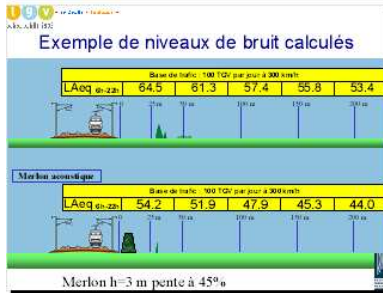 tgv
Exemple de niveaux de bruit calculés
Base de trafic : 100 TGV par jour à 300 km/h
LAeq 6h-22h 64.5 61.3 57.4 55.8 53.4
0 25 m 50 m 100 m 150 m 200 m
Merlon acoustique
Base de trafic : 100 TGV par jour à 300 km/h
LAeq 6h-22h 54.2 51.9 47.9 45.3 44.0
0 25 m 50 m 100 m 150 m 200 m
Merlon h=3 m pente à 45%